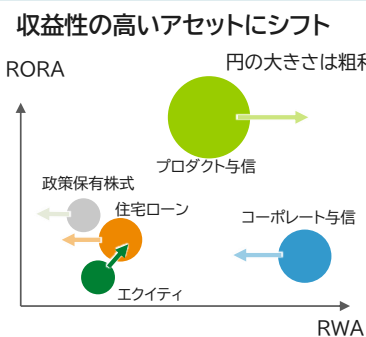 収益性の高いアセットにシフト
円の大きさは粗
RORA
プロダクト与信
政策保有株式
住宅ローン
コーポレート与信
エクイティ
RWA